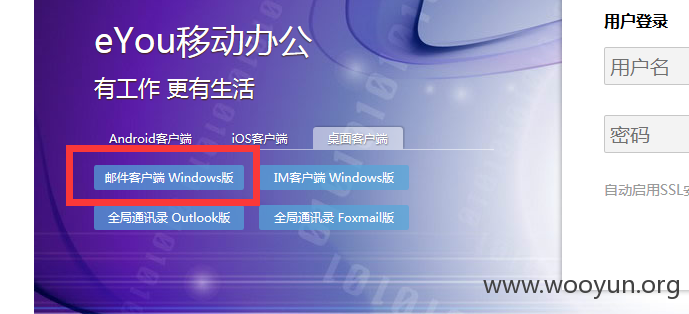 eYou移动办公
有工作 更有生活
Android客户端 iOS客户端 桌面客户端
邮件客户端 Windows版 IM客户端 Windows版
全局通讯录 Outlook版 全局通讯录 Foxmail版
用户登录
用户名
密码
自动启用SSL
www.wooyun.org